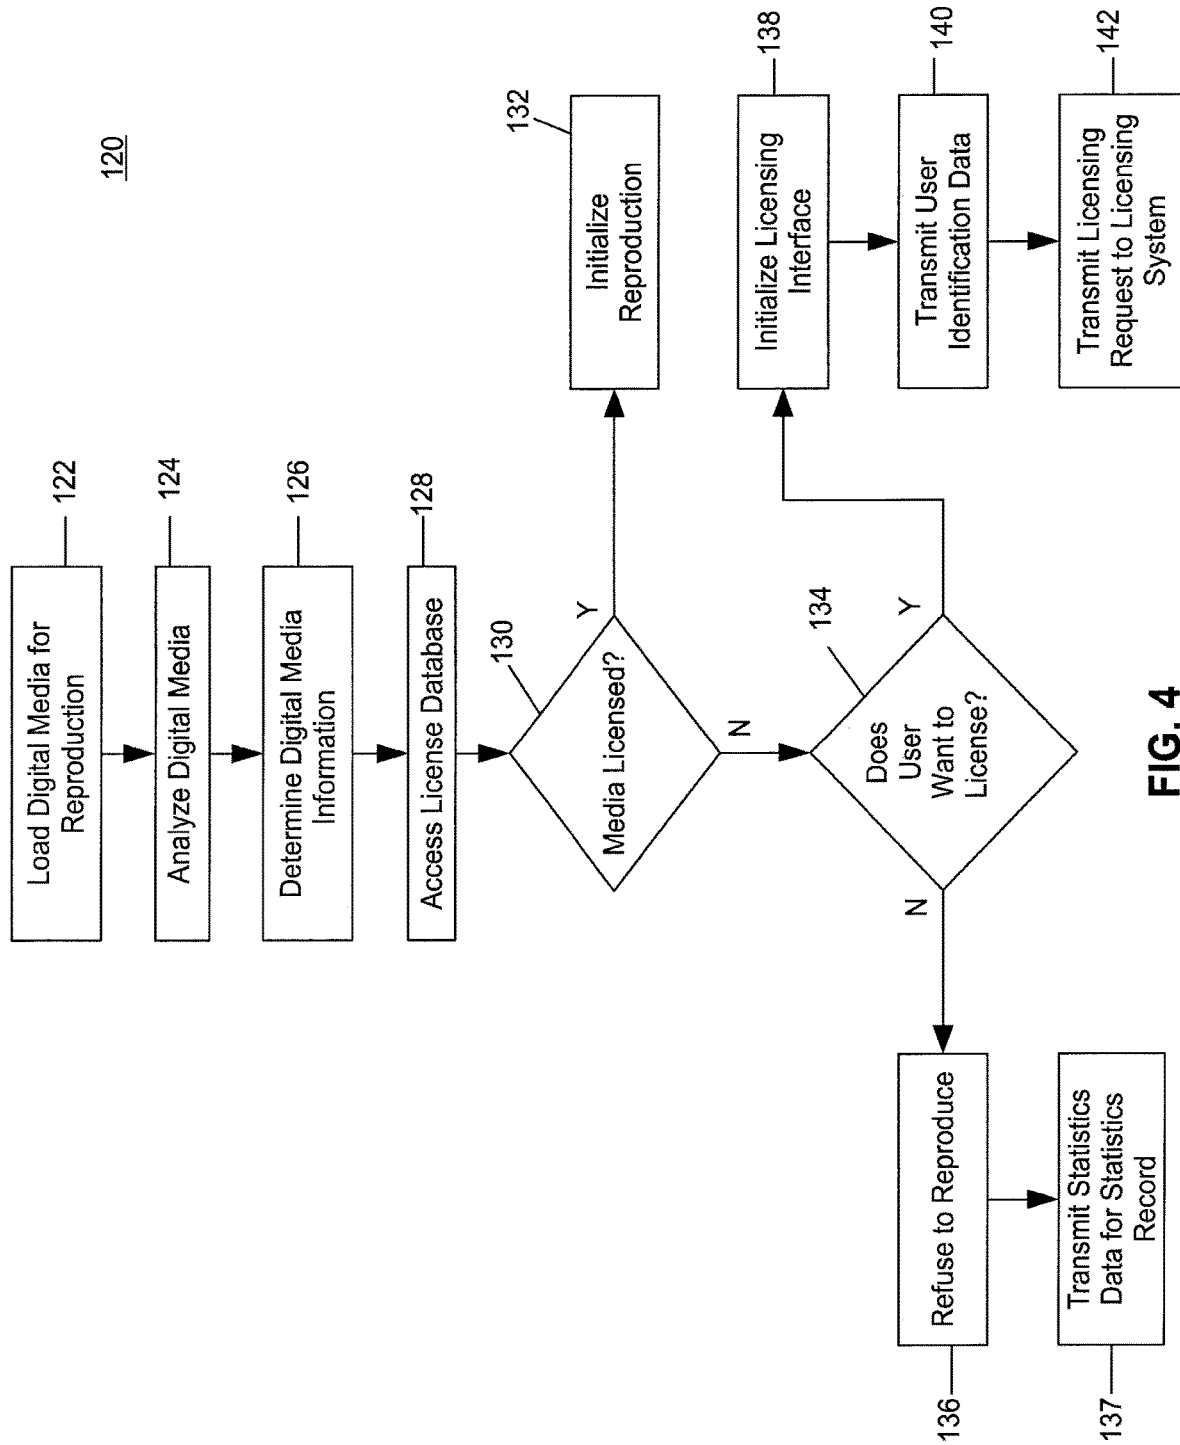 120
Load Digital Media for
Reproduction
122
Analyze Digital Media
124
Determine Digital Media
Information
126
Access License Database
128
Media Licensed?
130
Y
N
Initialize
Reproduction
132
Does
User
Want to
License?
134
Y
N
Initialize Licensing
Interface
138
Transmit User
Identification Data
140
Transmit Licensing
Request to Licensing
System
142
Refuse to Reproduce
136
Transmit Statistics
Data for Statistics
Record
137
FIG. 4